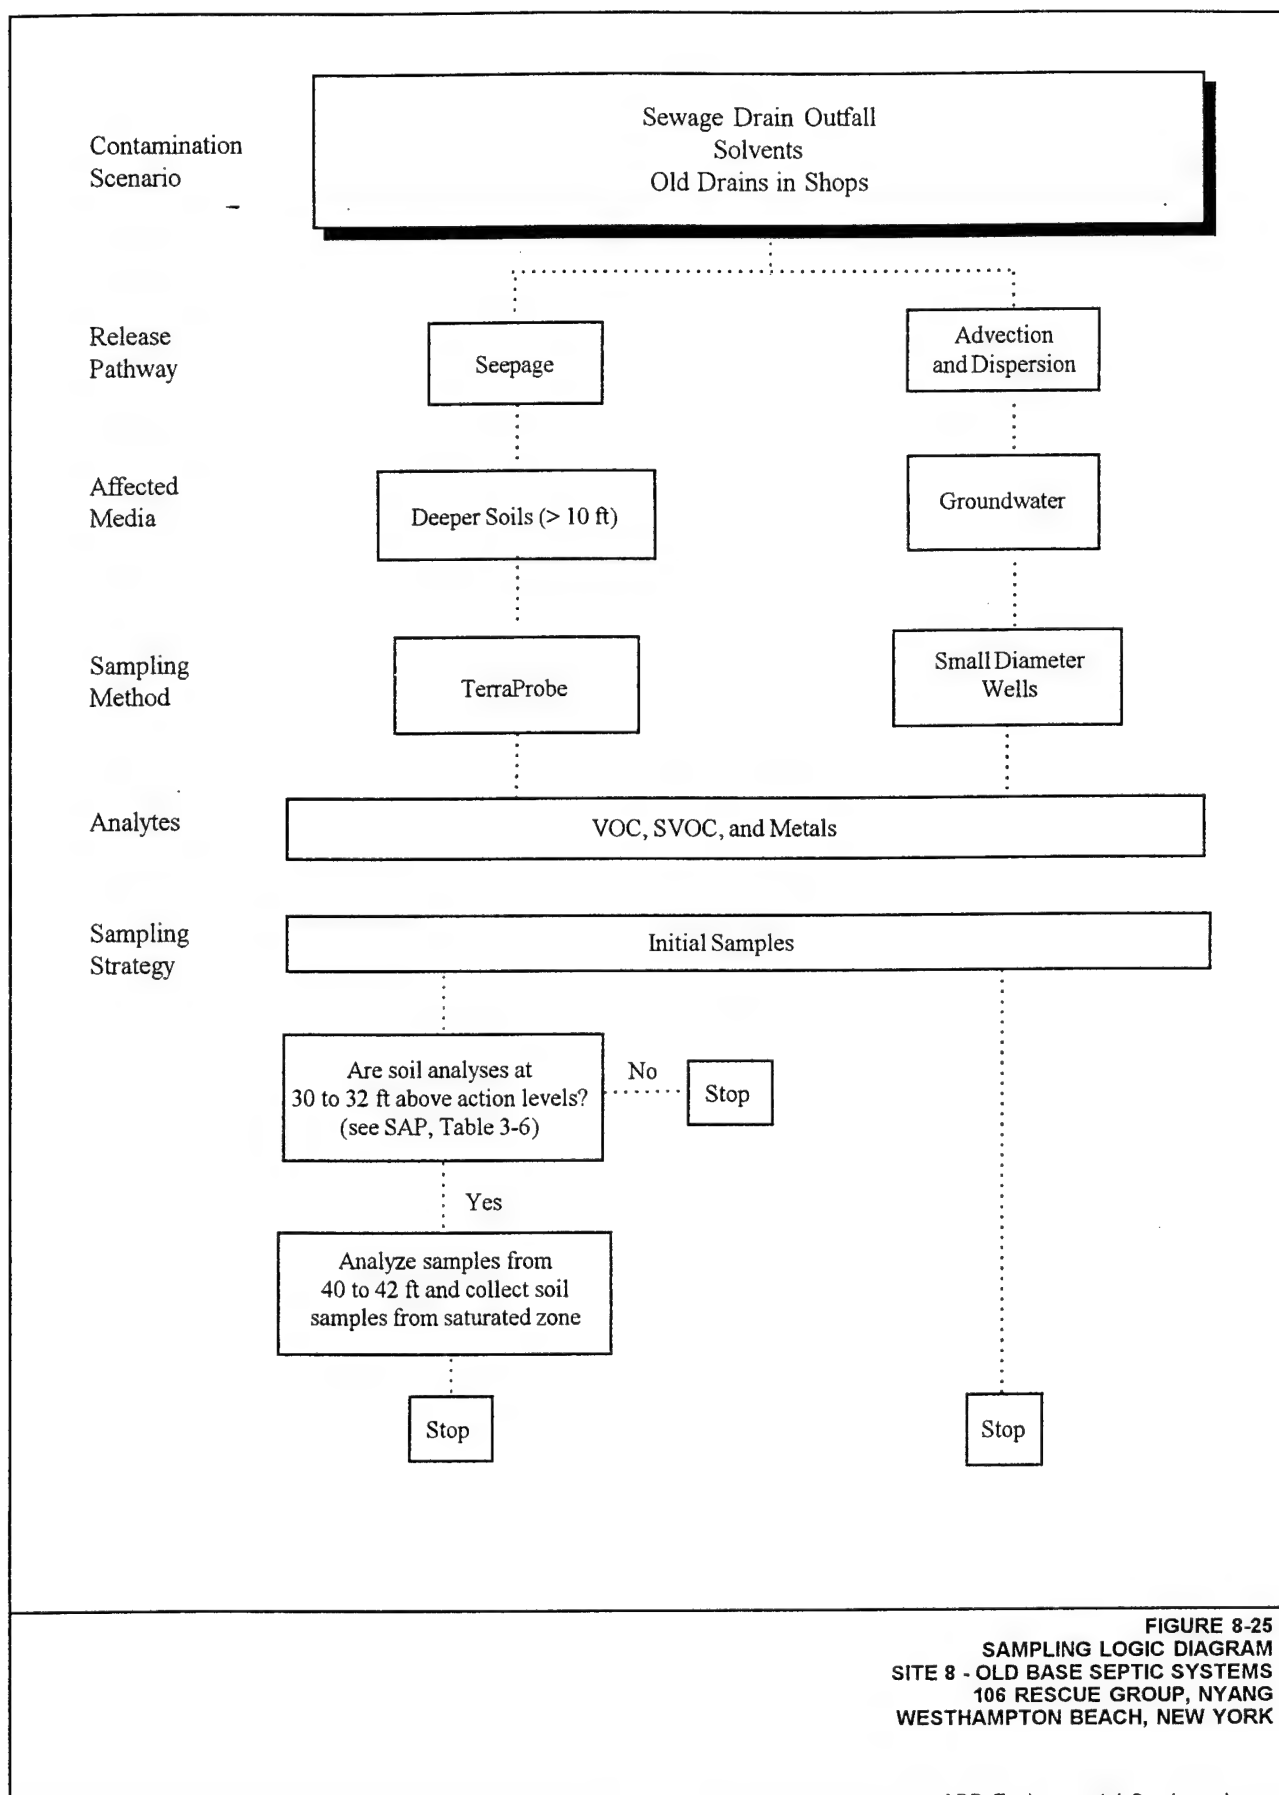 Contamination
Scenario
Sewage Drain Outfall
Solvents
Old Drains in Shops
Release
Pathway
Seepage
Advection
and Dispersion
Affected
Media
Deeper Soils (> 10 ft)
Groundwater
Sampling
Method
TerraProbe
Small Diameter
Wells
Analytes
VOC, SVOC, and Metals
Sampling
Strategy
Initial Samples
Are soil analyses at
30 to 32 ft above action levels?
(see SAP, Table 3-6)
No
Stop
Yes
Analyze samples from
40 to 42 ft and collect soil
samples from saturated zone
Stop
Stop
FIGURE 8-25
SAMPLING LOGIC DIAGRAM
SITE 8 - OLD BASE SEPTIC SYSTEMS
106 RESCUE GROUP, NYANG
WESTHAMPTON BEACH, NEW YORK